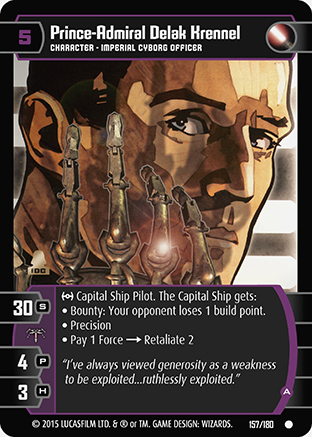 5 Prince-Admiral Delak Krennel
CHARACTER - IMPERIAL CYBORG OFFICER
30 S
4 P
3 H
Capital Ship Pilot. The Capital Ship gets:
• Bounty: Your opponent loses 1 build point.
• Precision
• Pay 1 Force → Retaliate 2
“I’ve always viewed generosity as a weakness
to be exploited...ruthlessly exploited.”
A
© 2015 LUCASFILM LTD. & ® or TM. GAME DESIGN: WIZARDS. 157/180